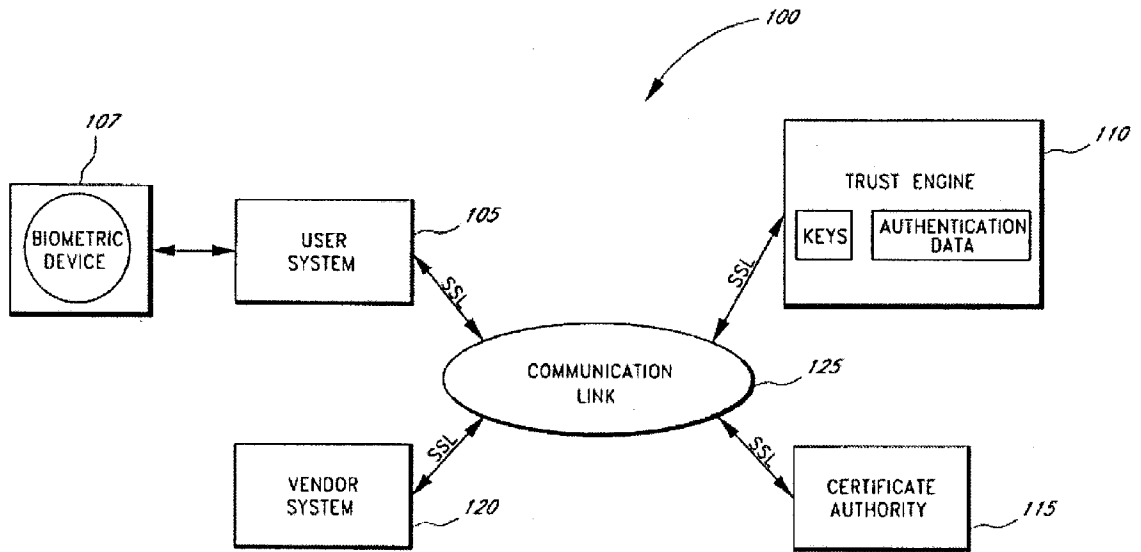 100
107
BIOMETRIC
DEVICE
105
USER
SYSTEM
110
TRUST ENGINE
KEYS
AUTHENTICATION
DATA
SSL
SSL
COMMUNICATION
LINK
125
SSL
SSL
VENDOR
SYSTEM
120
CERTIFICATE
AUTHORITY
115